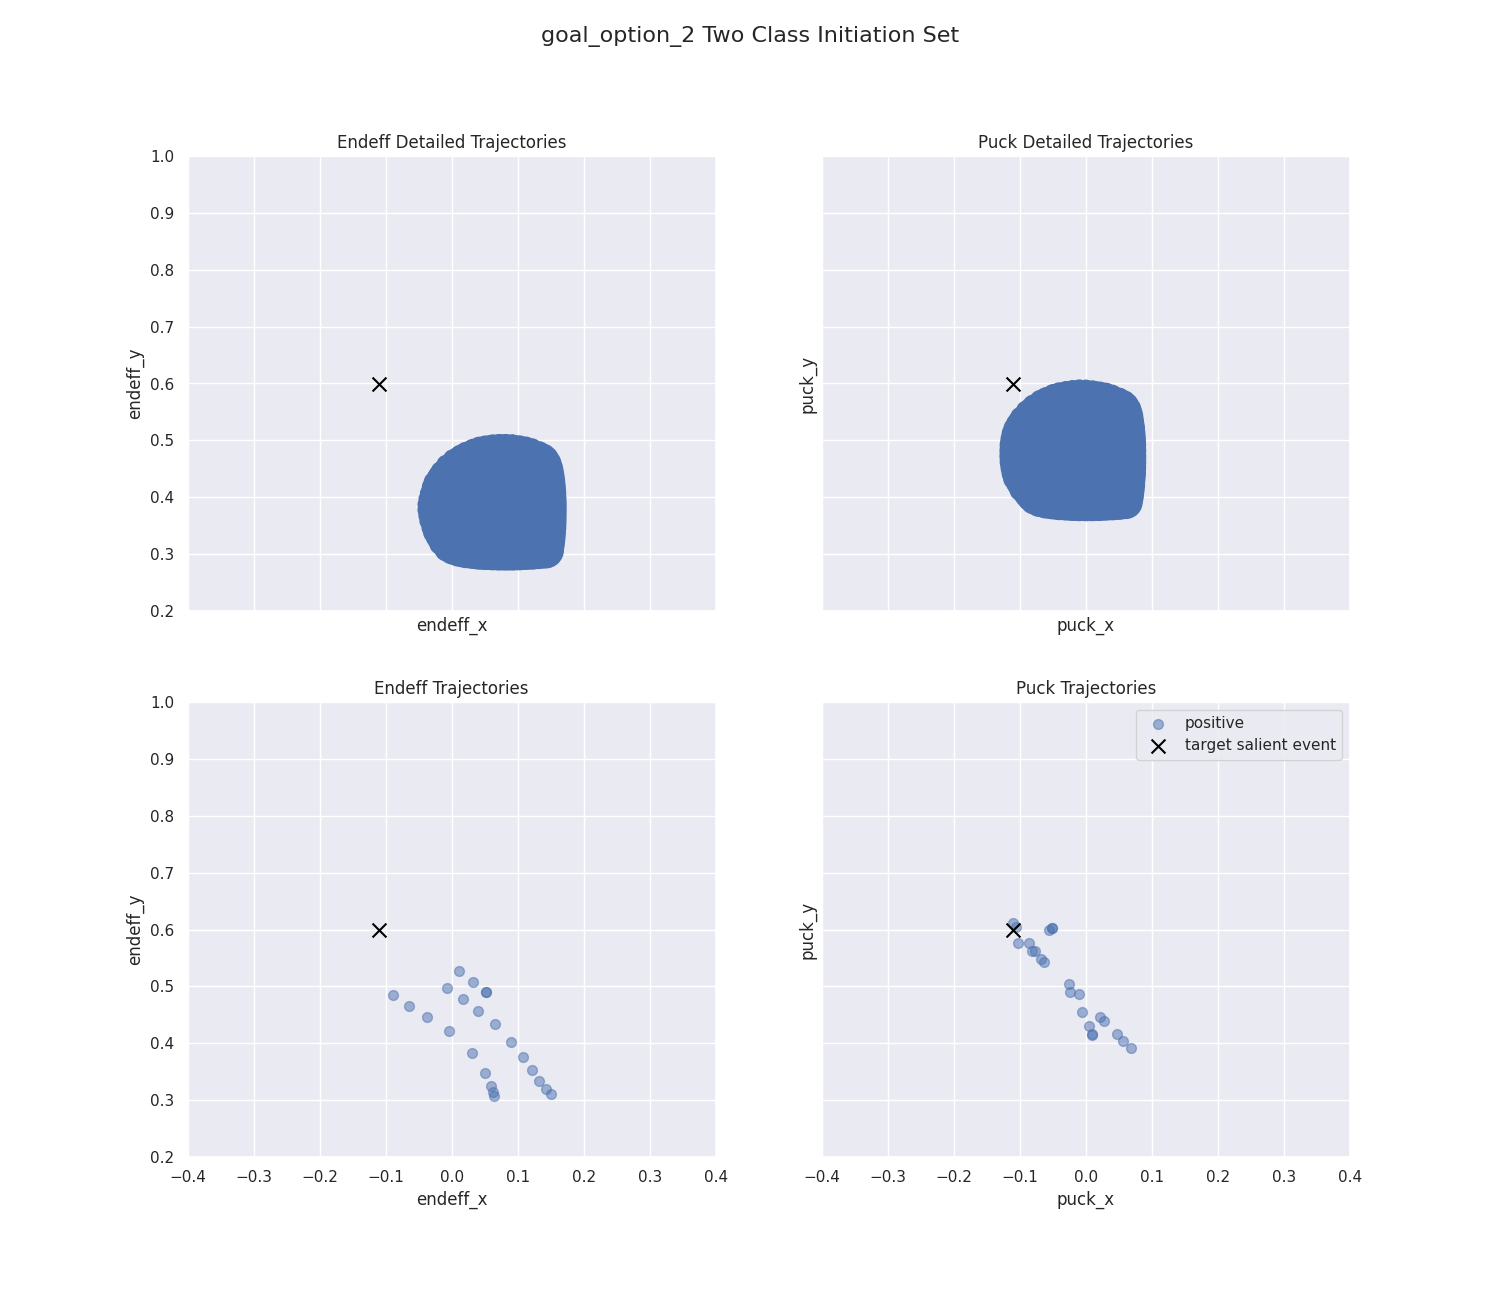 goal_option_2 Two Class Initiation Set
Endeff Detailed Trajectories
1.0
0.9
0.8
0.7
0.6
0.5
0.4
0.3
0.2
endeff_y
endeff_x
Puck Detailed Trajectories
puck_y
puck_x
Endeff Trajectories
1.0
0.9
0.8
0.7
0.6
0.5
0.4
0.3
0.2
endeff_y
−0.4 −0.3 −0.2 −0.1 0.0 0.1 0.2 0.3 0.4
endeff_x
Puck Trajectories
positive
target salient event
puck_y
−0.4 −0.3 −0.2 −0.1 0.0 0.1 0.2 0.3 0.4
puck_x